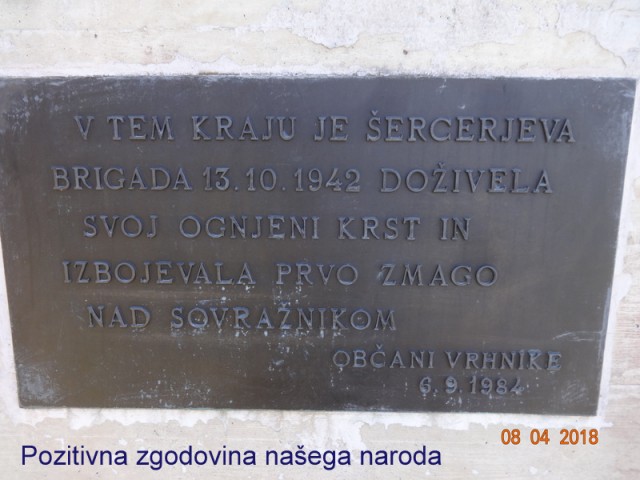 V TEM KRAJU JE ŠERCERJEVA
BRIGADA 13.10.1942 DOŽIVELA
SVOJ OGNJENI KRST IN
IZBOJEVALA PRVO ZMAGO
NAD SOVRAŽNIKOM
OBČANI VRHNIKE
6.9.1984
08 04 2018
Pozitivna zgodovina našega naroda